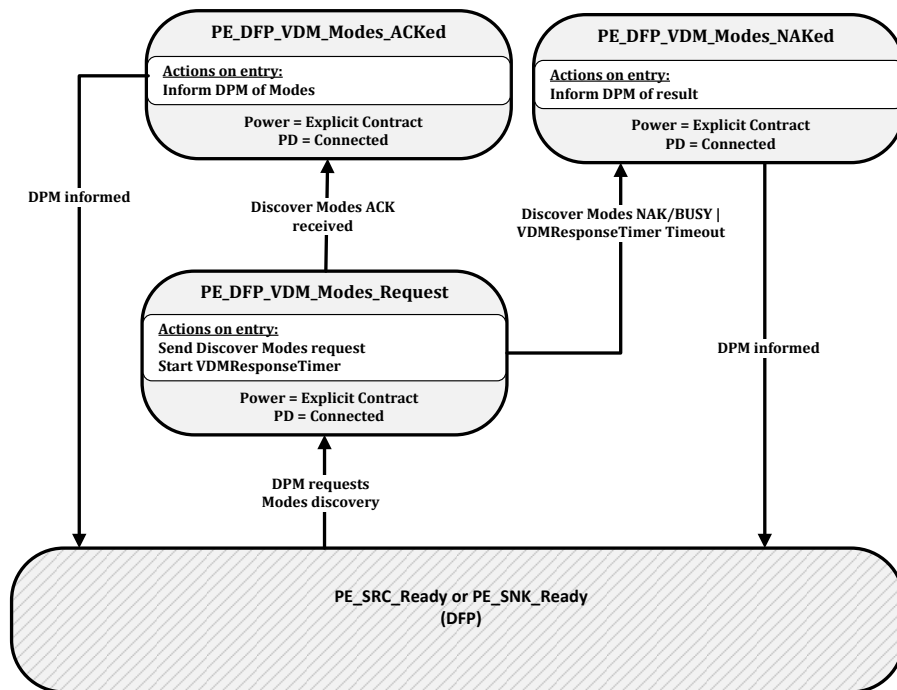 PE_DFP_VDM_Modes_ACKed
Actions on entry:
Inform DPM of Modes
Power = Explicit Contract
PD = Connected
PE_DFP_VDM_Modes_NAKed
Actions on entry:
Inform DPM of result
Power = Explicit Contract
PD = Connected
DPM informed
Discover Modes ACK
received
Discover Modes NAK/BUSY |
VDMResponseTimer Timeout
PE_DFP_VDM_Modes_Request
Actions on entry:
Send Discover Modes request
Start VDMResponseTimer
Power = Explicit Contract
PD = Connected
DPM informed
DPM requests
Modes discovery
PE_SRC_Ready or PE_SNK_Ready
(DFP)